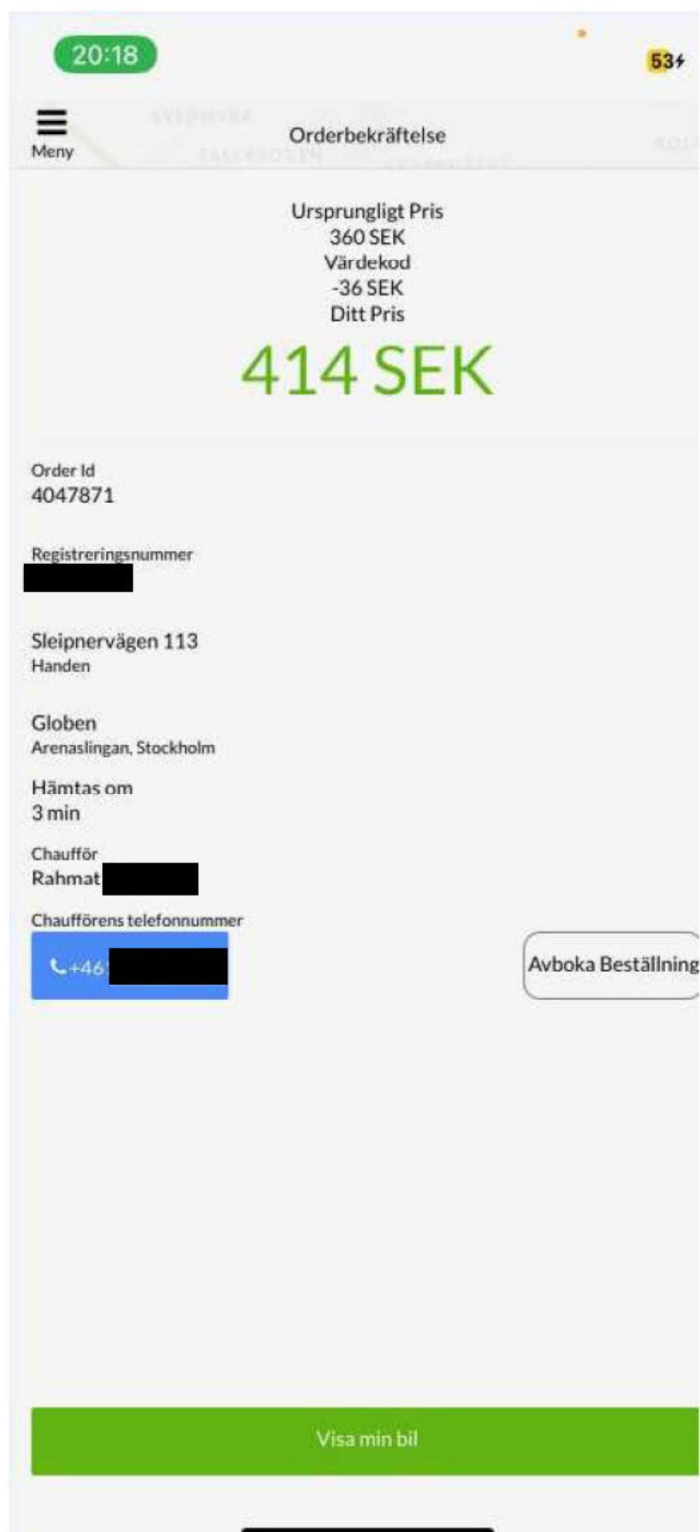 20:18
53
Meny
Orderbekräftelse
SVEDMYRA
TALLKROGEN
Ursprungligt Pris
360 SEK
Värdekod
-36 SEK
Ditt Pris
414 SEK
Order Id
4047871
Registreringsnummer
Sleipnervägen 113
Handen
Globen
Arenaslingan, Stockholm
Hämtas om
3 min
Chaufför
Rahmat
Chaufförens telefonnummer
+46
Avboka Beställning
Visa min bil